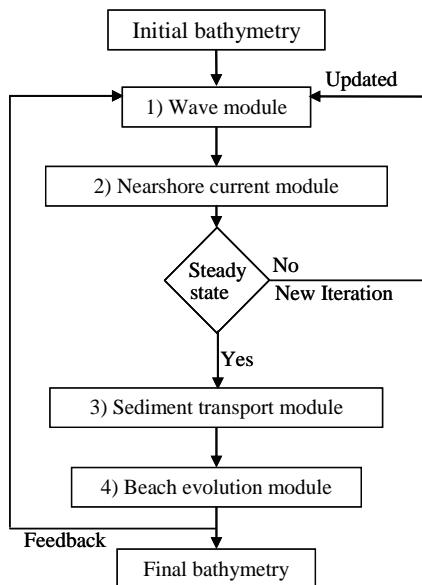 Initial bathymetry
Updated
1) Wave module
2) Nearshore current module
Steady
state
No
New Iteration
Yes
3) Sediment transport module
4) Beach evolution module
Feedback
Final bathymetry